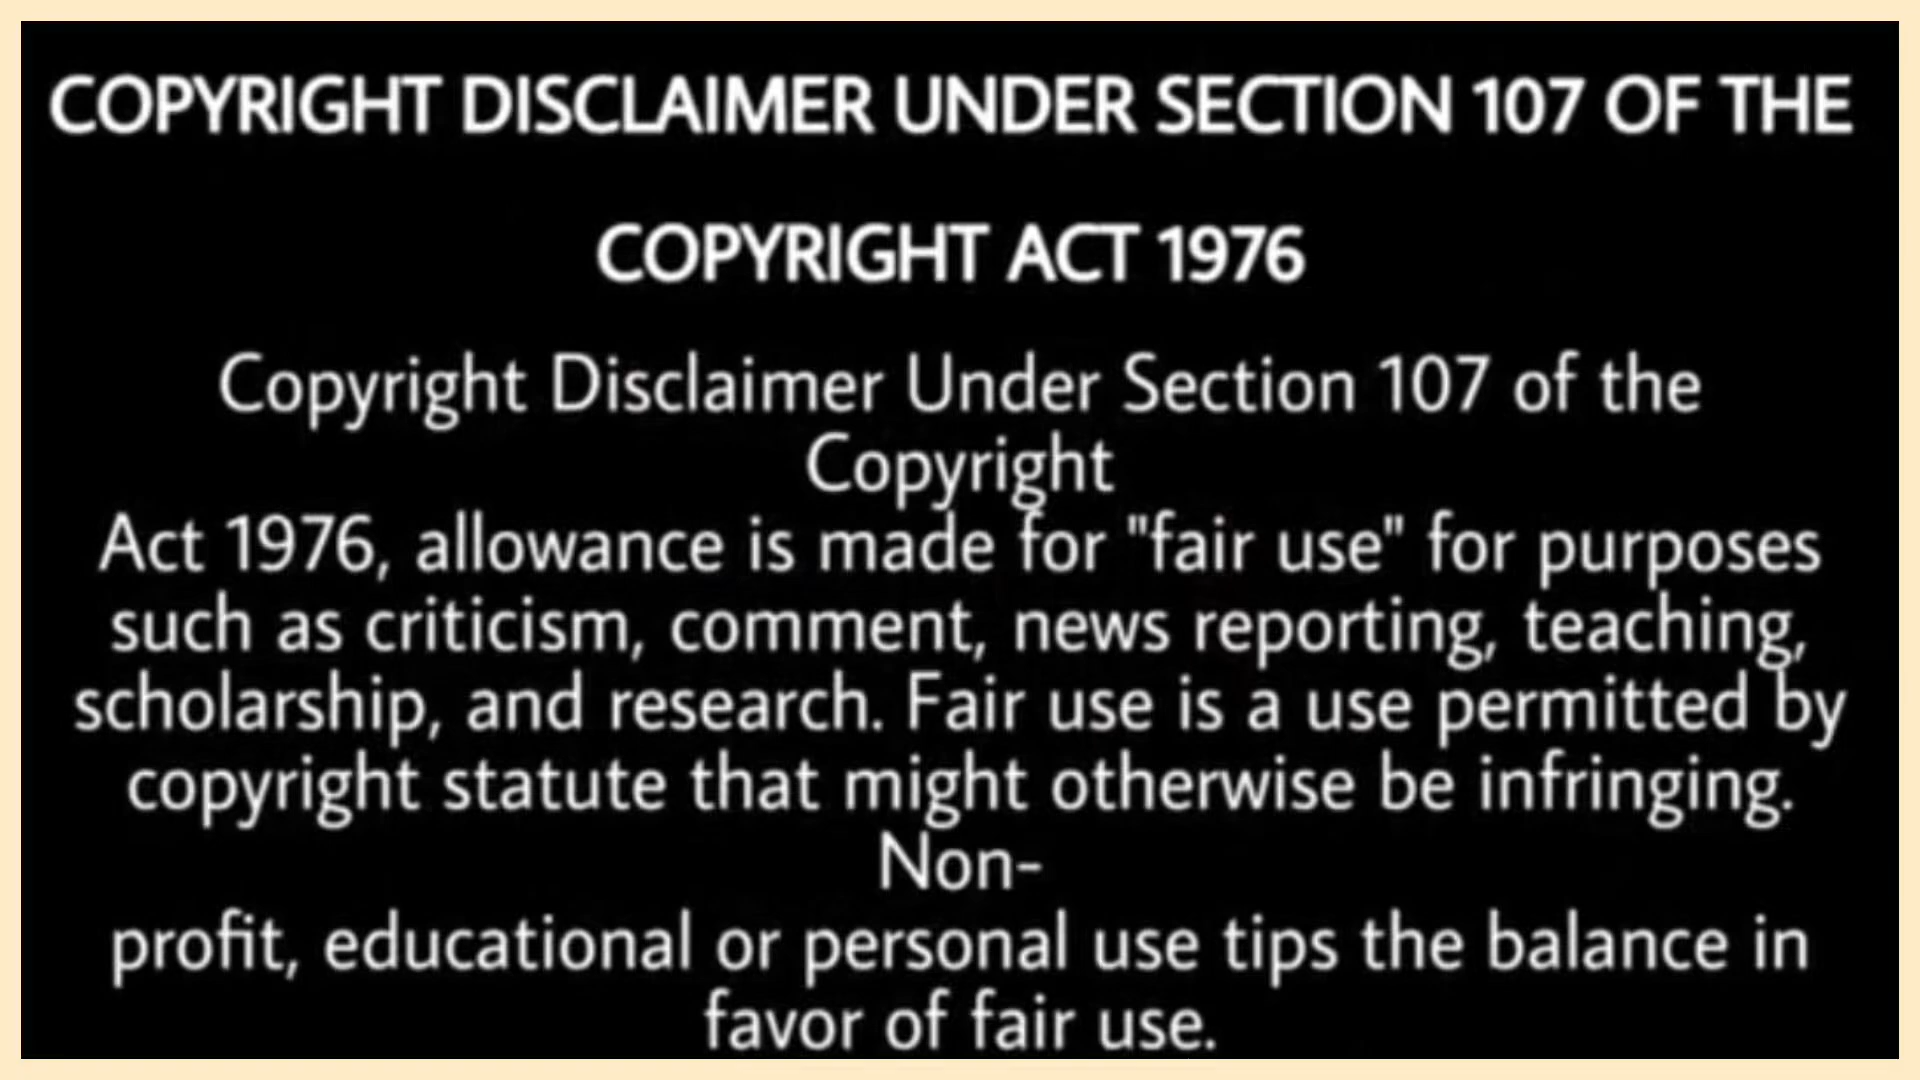 COPYRIGHT DISCLAIMER UNDER SECTION 107 OF THE
COPYRIGHT ACT 1976
Copyright Disclaimer Under Section 107 of the
Copyright
Act 1976, allowance is made for "fair use" for purposes
such as criticism, comment, news reporting, teaching,
scholarship, and research. Fair use is a use permitted by
copyright statute that might otherwise be infringing.
Non-
profit, educational or personal use tips the balance in
favor of fair use.